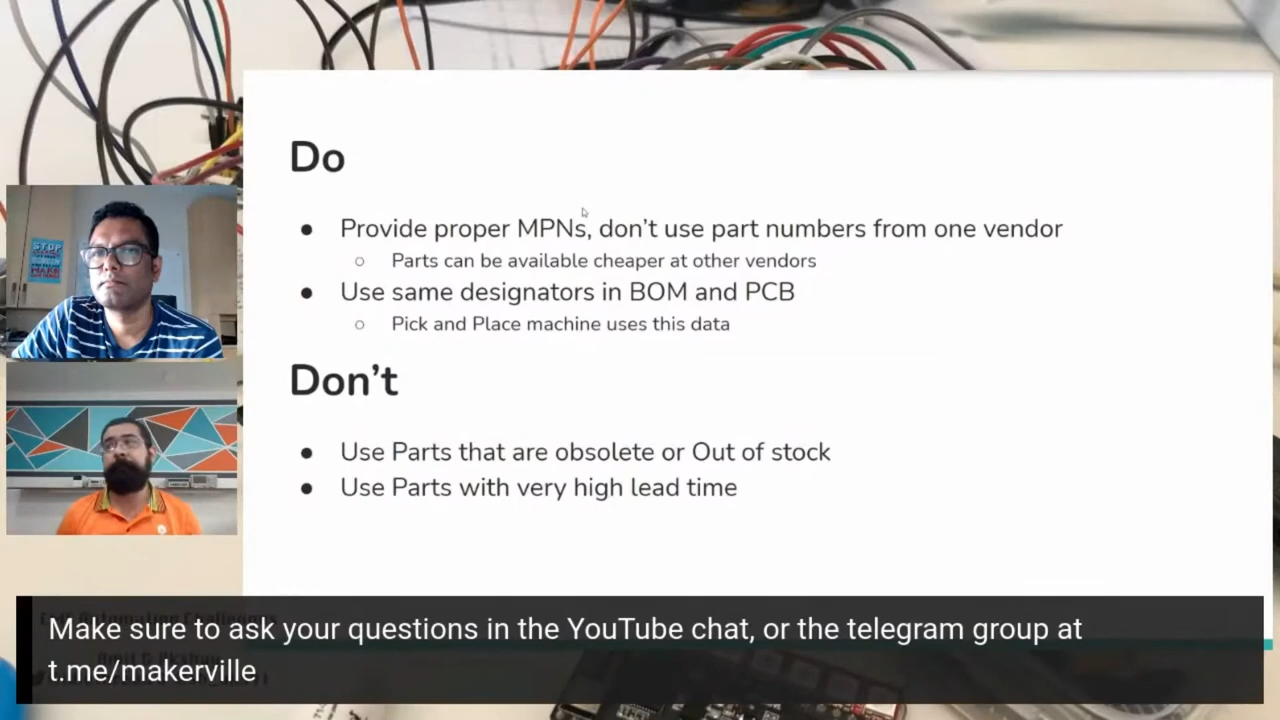 Do
● Provide proper MPNs, don't use part numbers from one vendor
○ Parts can be available cheaper at other vendors
● Use same designators in BOM and PCB
○ Pick and Place machine uses this data
Don't
● Use Parts that are obsolete or Out of stock
● Use Parts with very high lead time
STOP
MAKE
Make sure to ask your questions in the YouTube chat, or the telegram group at
t.me/makerville